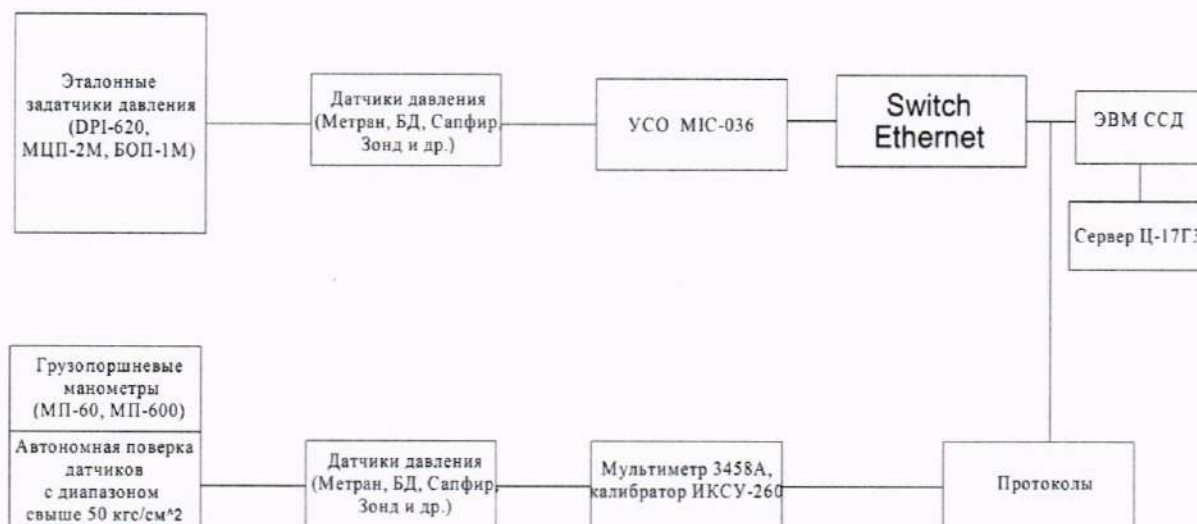 Эталонные
задатчики давления
(DPI-620,
МЦП-2М, БОП-1М)
Датчики давления
(Метран, БД, Сапфир,
Зонд и др.)
УСО MIC-036
Switch
Ethernet
ЭВМ ССД
Сервер Ц-17Г3
Грузопоршневые
манометры
(МП-60, МП-600)
Автономная поверка
датчиков
с диапазоном
свыше 50 кгс/см^2
Датчики давления
(Метран, БД, Сапфир,
Зонд и др.)
Мультиметр 3458А,
калибратор ИКСУ-260
Протоколы